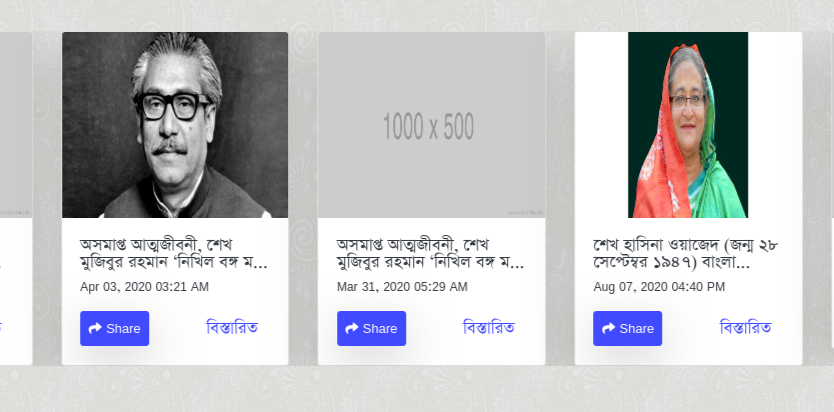 1000 x 500
অসমাপ্ত আত্মজীবনী, শেখ
মুজিবুর রহমান ‘নিখিল বঙ্গ ম...
Apr 03, 2020 03:21 AM
Share
বিস্তারিত
অসমাপ্ত আত্মজীবনী, শেখ
মুজিবুর রহমান ‘নিখিল বঙ্গ ম...
Mar 31, 2020 05:29 AM
Share
বিস্তারিত
শেখ হাসিনা ওয়াজেদ (জন্ম ২৮
সেপ্টেম্বর ১৯৪৭) বাংলা...
Aug 07, 2020 04:40 PM
Share
বিস্তারিত